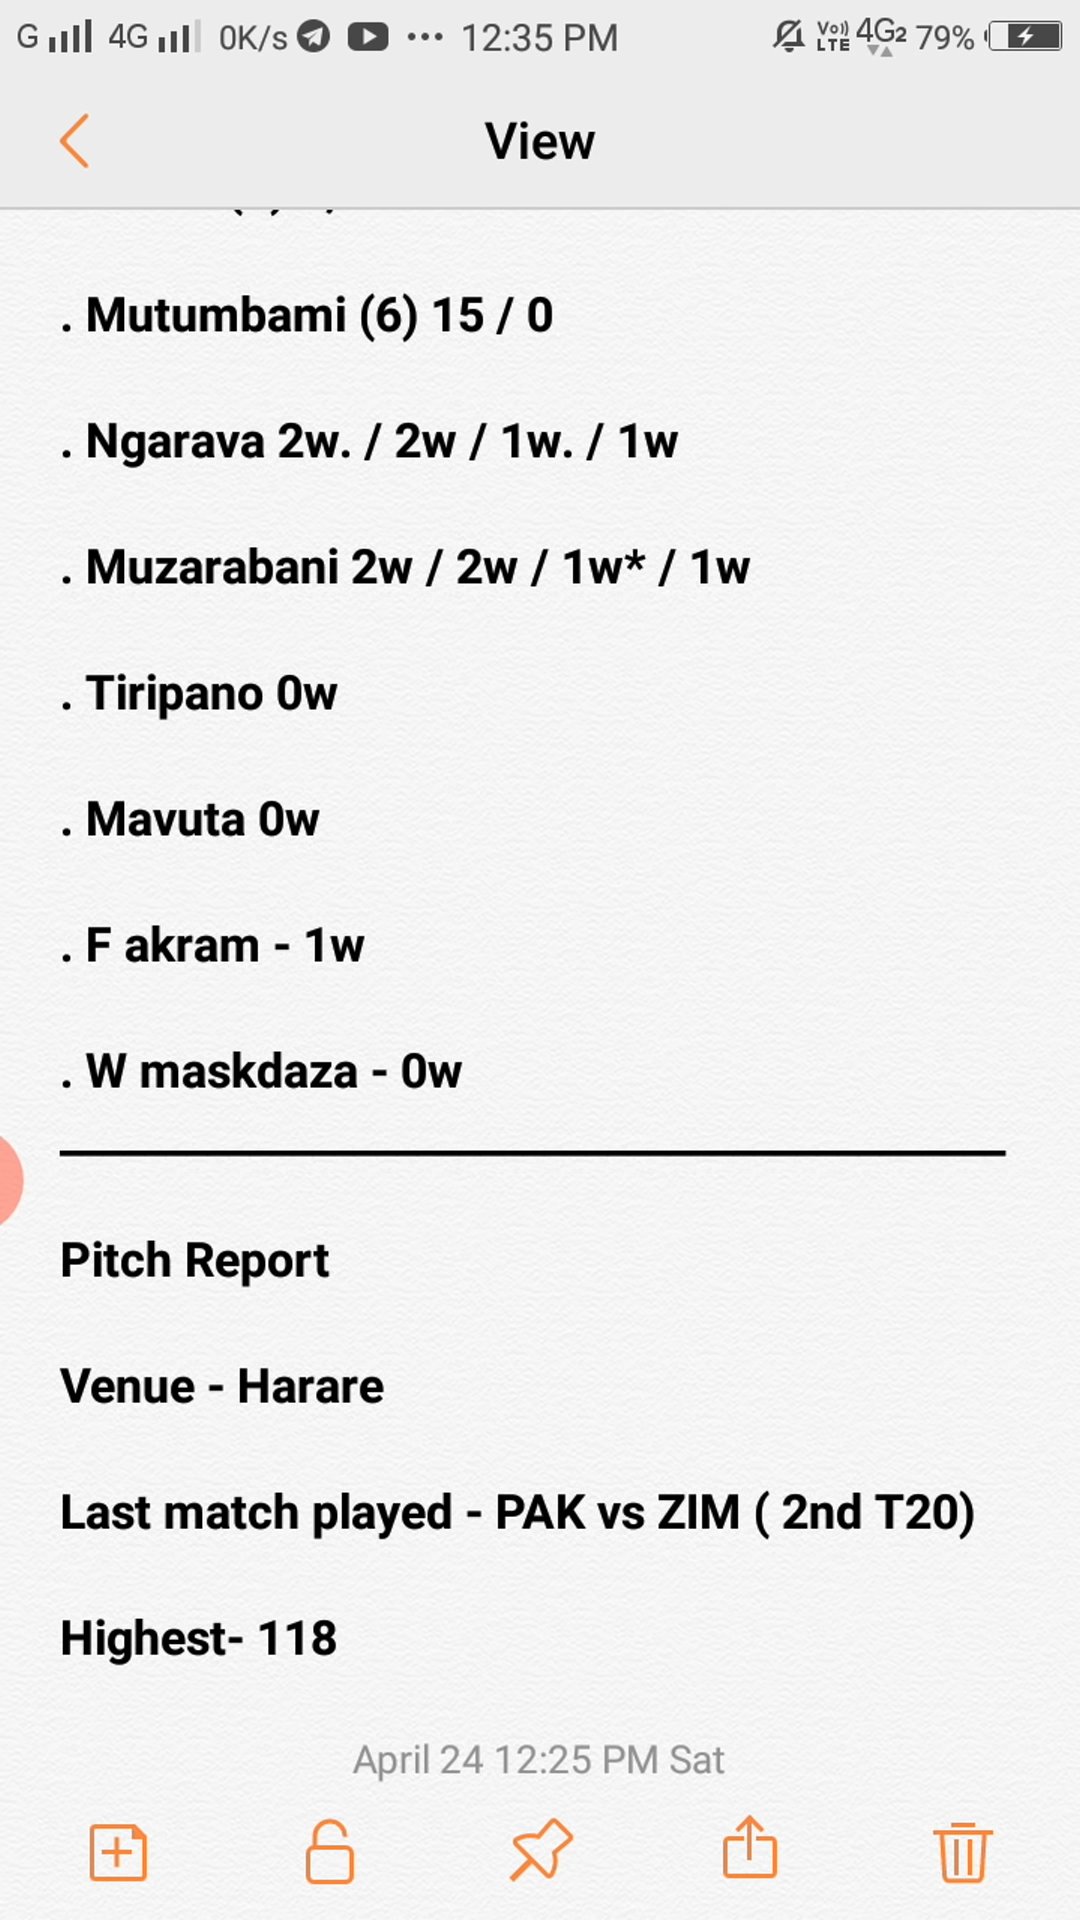 G 4G 0K/s ... 12:35 PM Vo)) LTE 4G2 79%
View
. Mutumbami (6) 15 / 0
. Ngarava 2w. / 2w / 1w. / 1w
. Muzarabani 2w / 2w / 1w* / 1w
. Tiripano 0w
. Mavuta 0w
. F akram - 1w
. W maskdaza - 0w
Pitch Report
Venue - Harare
Last match played - PAK vs ZIM ( 2nd T20)
Highest- 118
April 24 12:25 PM Sat